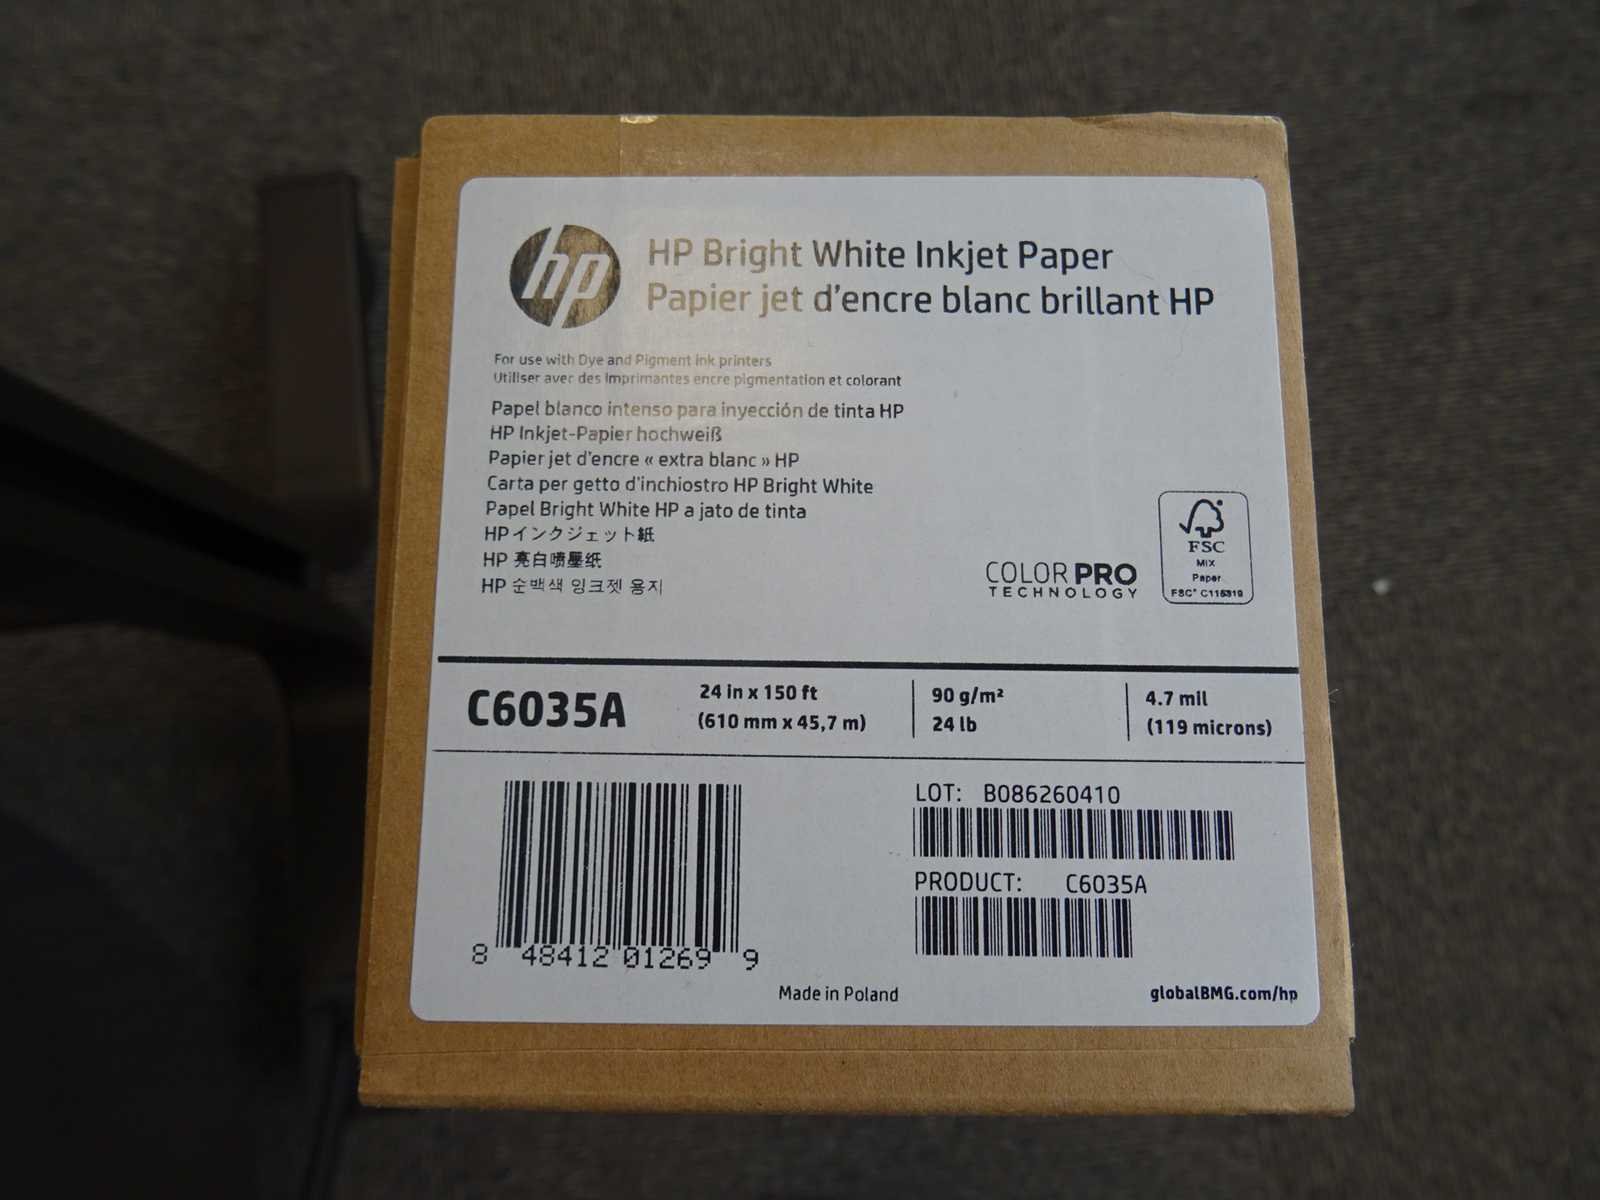 hp
HP Bright White Inkjet Paper
Papier jet d'encre blanc brillant HP
For use with Dye and Pigment ink printers
Utiliser avec des imprimantes encre pigmentation et colorant
Papel blanco intenso para inyección de tinta HP
HP Inkjet-Papier hochweiß
Papier jet d'encre « extra blanc » HP
Carta per getto d'inchiostro HP Bright White
Papel Bright White HP a jato de tinta
HPインクジェット紙
HP 亮白喷墨纸
HP 순백색 잉크젯 용지
COLOR PRO
TECHNOLOGY
FSC
MIX
Paper
FSC® C115319
C6035A
24 in x 150 ft
(610 mm x 45,7 m)
90 g/m²
24 lb
4.7 mil
(119 microns)
8 48412 01269 9
LOT: B086260410
PRODUCT: C6035A
Made in Poland
globalBMG.com/hp